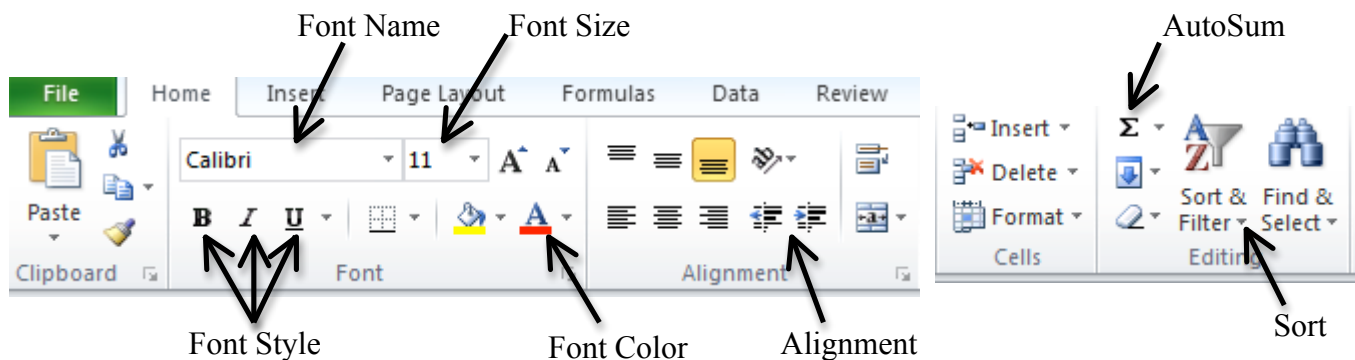 Font Name Font Size AutoSum
File Home Insert Page Layout Formulas Data Review
Calibri 11 A A Insert Σ A Z
Delete
Paste B I U A Format Sort & Filter Find & Select
Clipboard Font Alignment Cells Editing
Font Style Font Color Alignment Sort